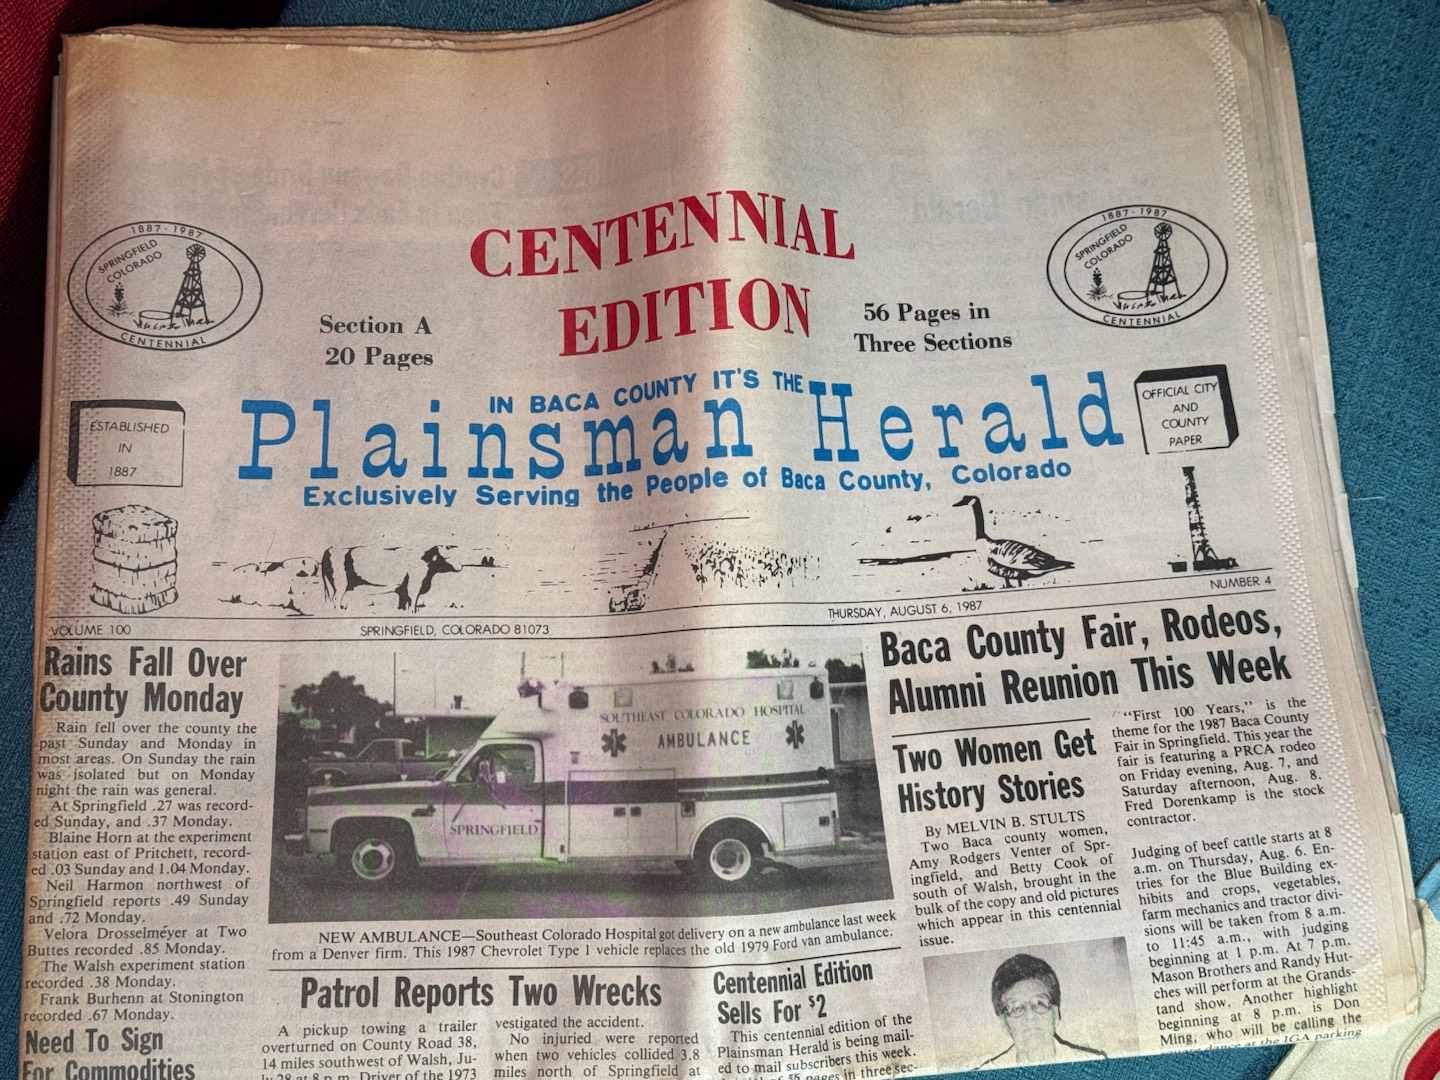 CENTENNIAL
EDITION
1887-1987
SPRINGFIELD
COLORADO
CENTENNIAL
1887-1987
SPRINGFIELD
COLORADO
CENTENNIAL
Section A
20 Pages
56 Pages in
Three Sections
ESTABLISHED
IN
1887
IN BACA COUNTY IT'S THE
Plainsman Herald
Exclusively Serving the People of Baca County, Colorado
OFFICIAL CITY
AND
COUNTY
PAPER
VOLUME 100
SPRINGFIELD, COLORADO 81073
THURSDAY, AUGUST 6, 1987
NUMBER 4
Rains Fall Over
County Monday
Rain fell over the county the
past Sunday and Monday in
most areas. On Sunday the rain
was isolated but on Monday
night the rain was general.
At Springfield .27 was record-
ed Sunday, and .37 Monday.
Blaine Horn at the experiment
station east of Pritchett, record-
ed .03 Sunday and 1.04 Monday.
Neil Harmon northwest of
Springfield reports .49 Sunday
and .72 Monday.
Velora Drosselmeyer at Two
Buttes recorded .85 Monday.
The Walsh experiment station
recorded .38 Monday.
Frank Burhenn at Stonington
recorded .67 Monday.
Need To Sign
For Commodities
SOUTHEAST COLORADO HOSPITAL
AMBULANCE
SPRINGFIELD
NEW AMBULANCE—Southeast Colorado Hospital got delivery on a new ambulance last week
from a Denver firm. This 1987 Chevrolet Type 1 vehicle replaces the old 1979 Ford van ambulance.
Patrol Reports Two Wrecks
A pickup towing a trailer
overturned on County Road 38,
14 miles southwest of Walsh, Ju-
ly 28 at 8 p.m. Driver of the 1973
vestigated the accident.
No injuries were reported
when two vehicles collided 3.8
miles north of Springfield at
Centennial Edition
Sells For $2
This centennial edition of the
Plainsman Herald is being mail-
ed to mail subscribers this week.
pages in three sec-
Baca County Fair, Rodeos,
Alumni Reunion This Week
Two Women Get
History Stories
By MELVIN B. STULTS
Two Baca county women,
Amy Rodgers Venter of Spr-
ingfield, and Betty Cook of
south of Walsh, brought in the
bulk of the copy and old pictures
which appear in this centennial
issue.
"First 100 Years," is the
theme for the 1987 Baca County
Fair in Springfield. This year the
fair is featuring a PRCA rodeo
on Friday evening, Aug. 7, and
Saturday afternoon, Aug. 8.
Fred Dorenkamp is the stock
contractor.
Judging of beef cattle starts at 8
a.m. on Thursday, Aug. 6. En-
tries for the Blue Building ex-
hibits and crops, vegetables,
farm mechanics and tractor divi-
sions will be taken from 8 a.m.
to 11:45 a.m., with judging
beginning at 1 p.m. At 7 p.m.
Mason Brothers and Randy Hut-
ches will perform at the Grands-
tand show. Another highlight
beginning at 8 p.m. is Don
Ming, who will be calling the
at the IGA parking